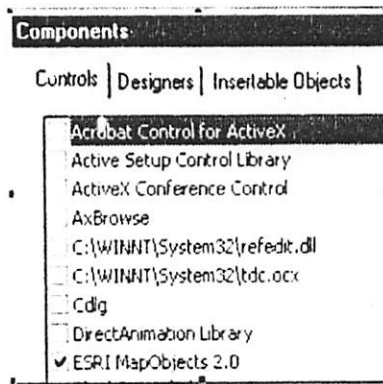 Components
Controls | Designers | Insertable Objects |
Acrobat Control for ActiveX
Active Setup Control Library
ActiveX Conference Control
AxBrowse
C:\WINNT\System32\refedit.dll
C:\WINNT\System32\tdc.ocx
Cdlg
DirectAnimation Library
ESRI MapObjects 2.0